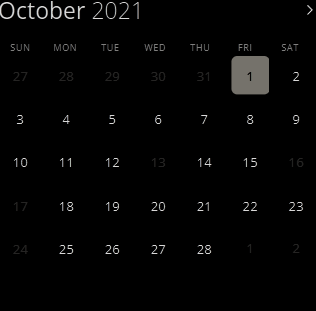 October 2021
SUN MON TUE WED THU FRI SAT
27 28 29 30 31 1 2
3 4 5 6 7 8 9
10 11 12 13 14 15 16
17 18 19 20 21 22 23
24 25 26 27 28 1 2